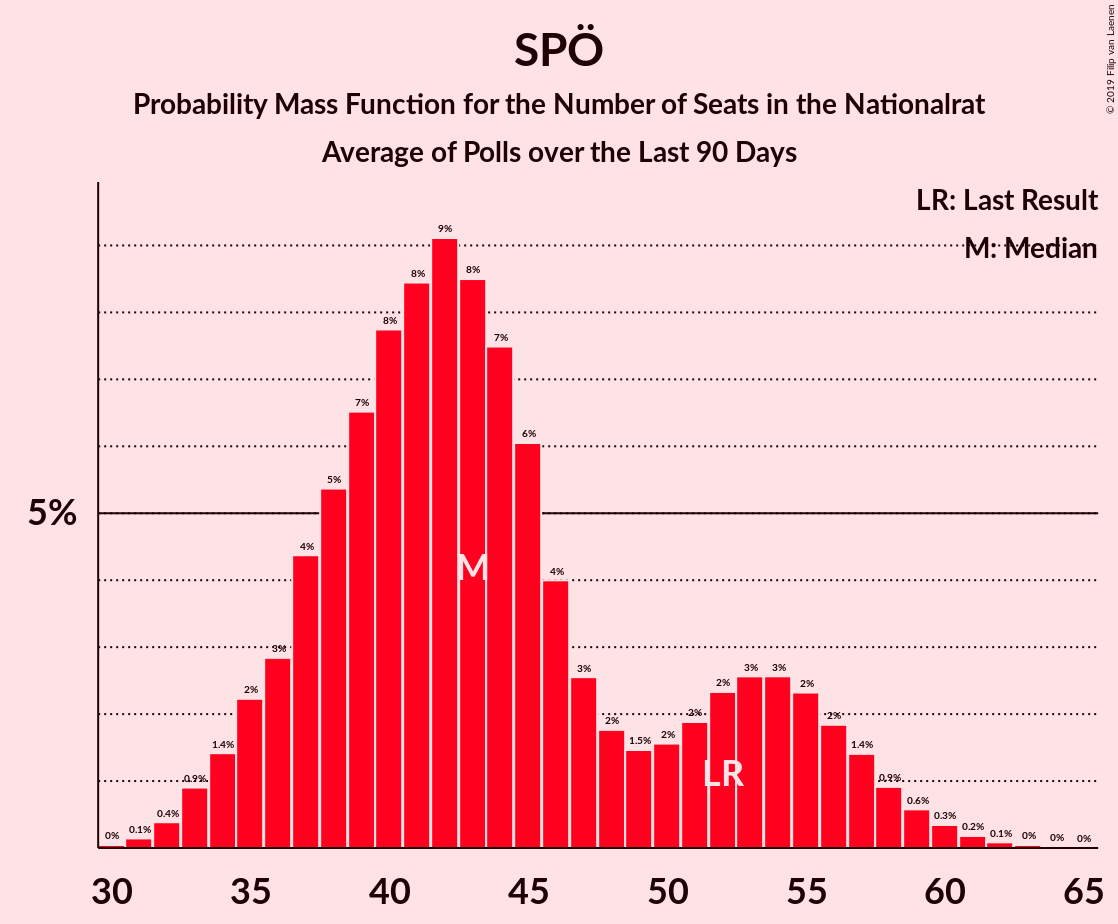 SPÖ
Probability Mass Function for the Number of Seats in the Nationalrat
Average of Polls over the Last 90 Days
© 2019 Filip van Laenen
LR: Last Result
M: Median
5%
0% 0.1% 0.4% 0.9% 1.4% 2% 3% 4% 5% 7% 8% 8% 9% 8% 7% 6% 4% 3% 2% 1.5% 2% 2% 2% 3% 3% 2% 2% 1.4% 0.9% 0.6% 0.3% 0.2% 0.1% 0% 0% 0%
M
LR
30 35 40 45 50 55 60 65